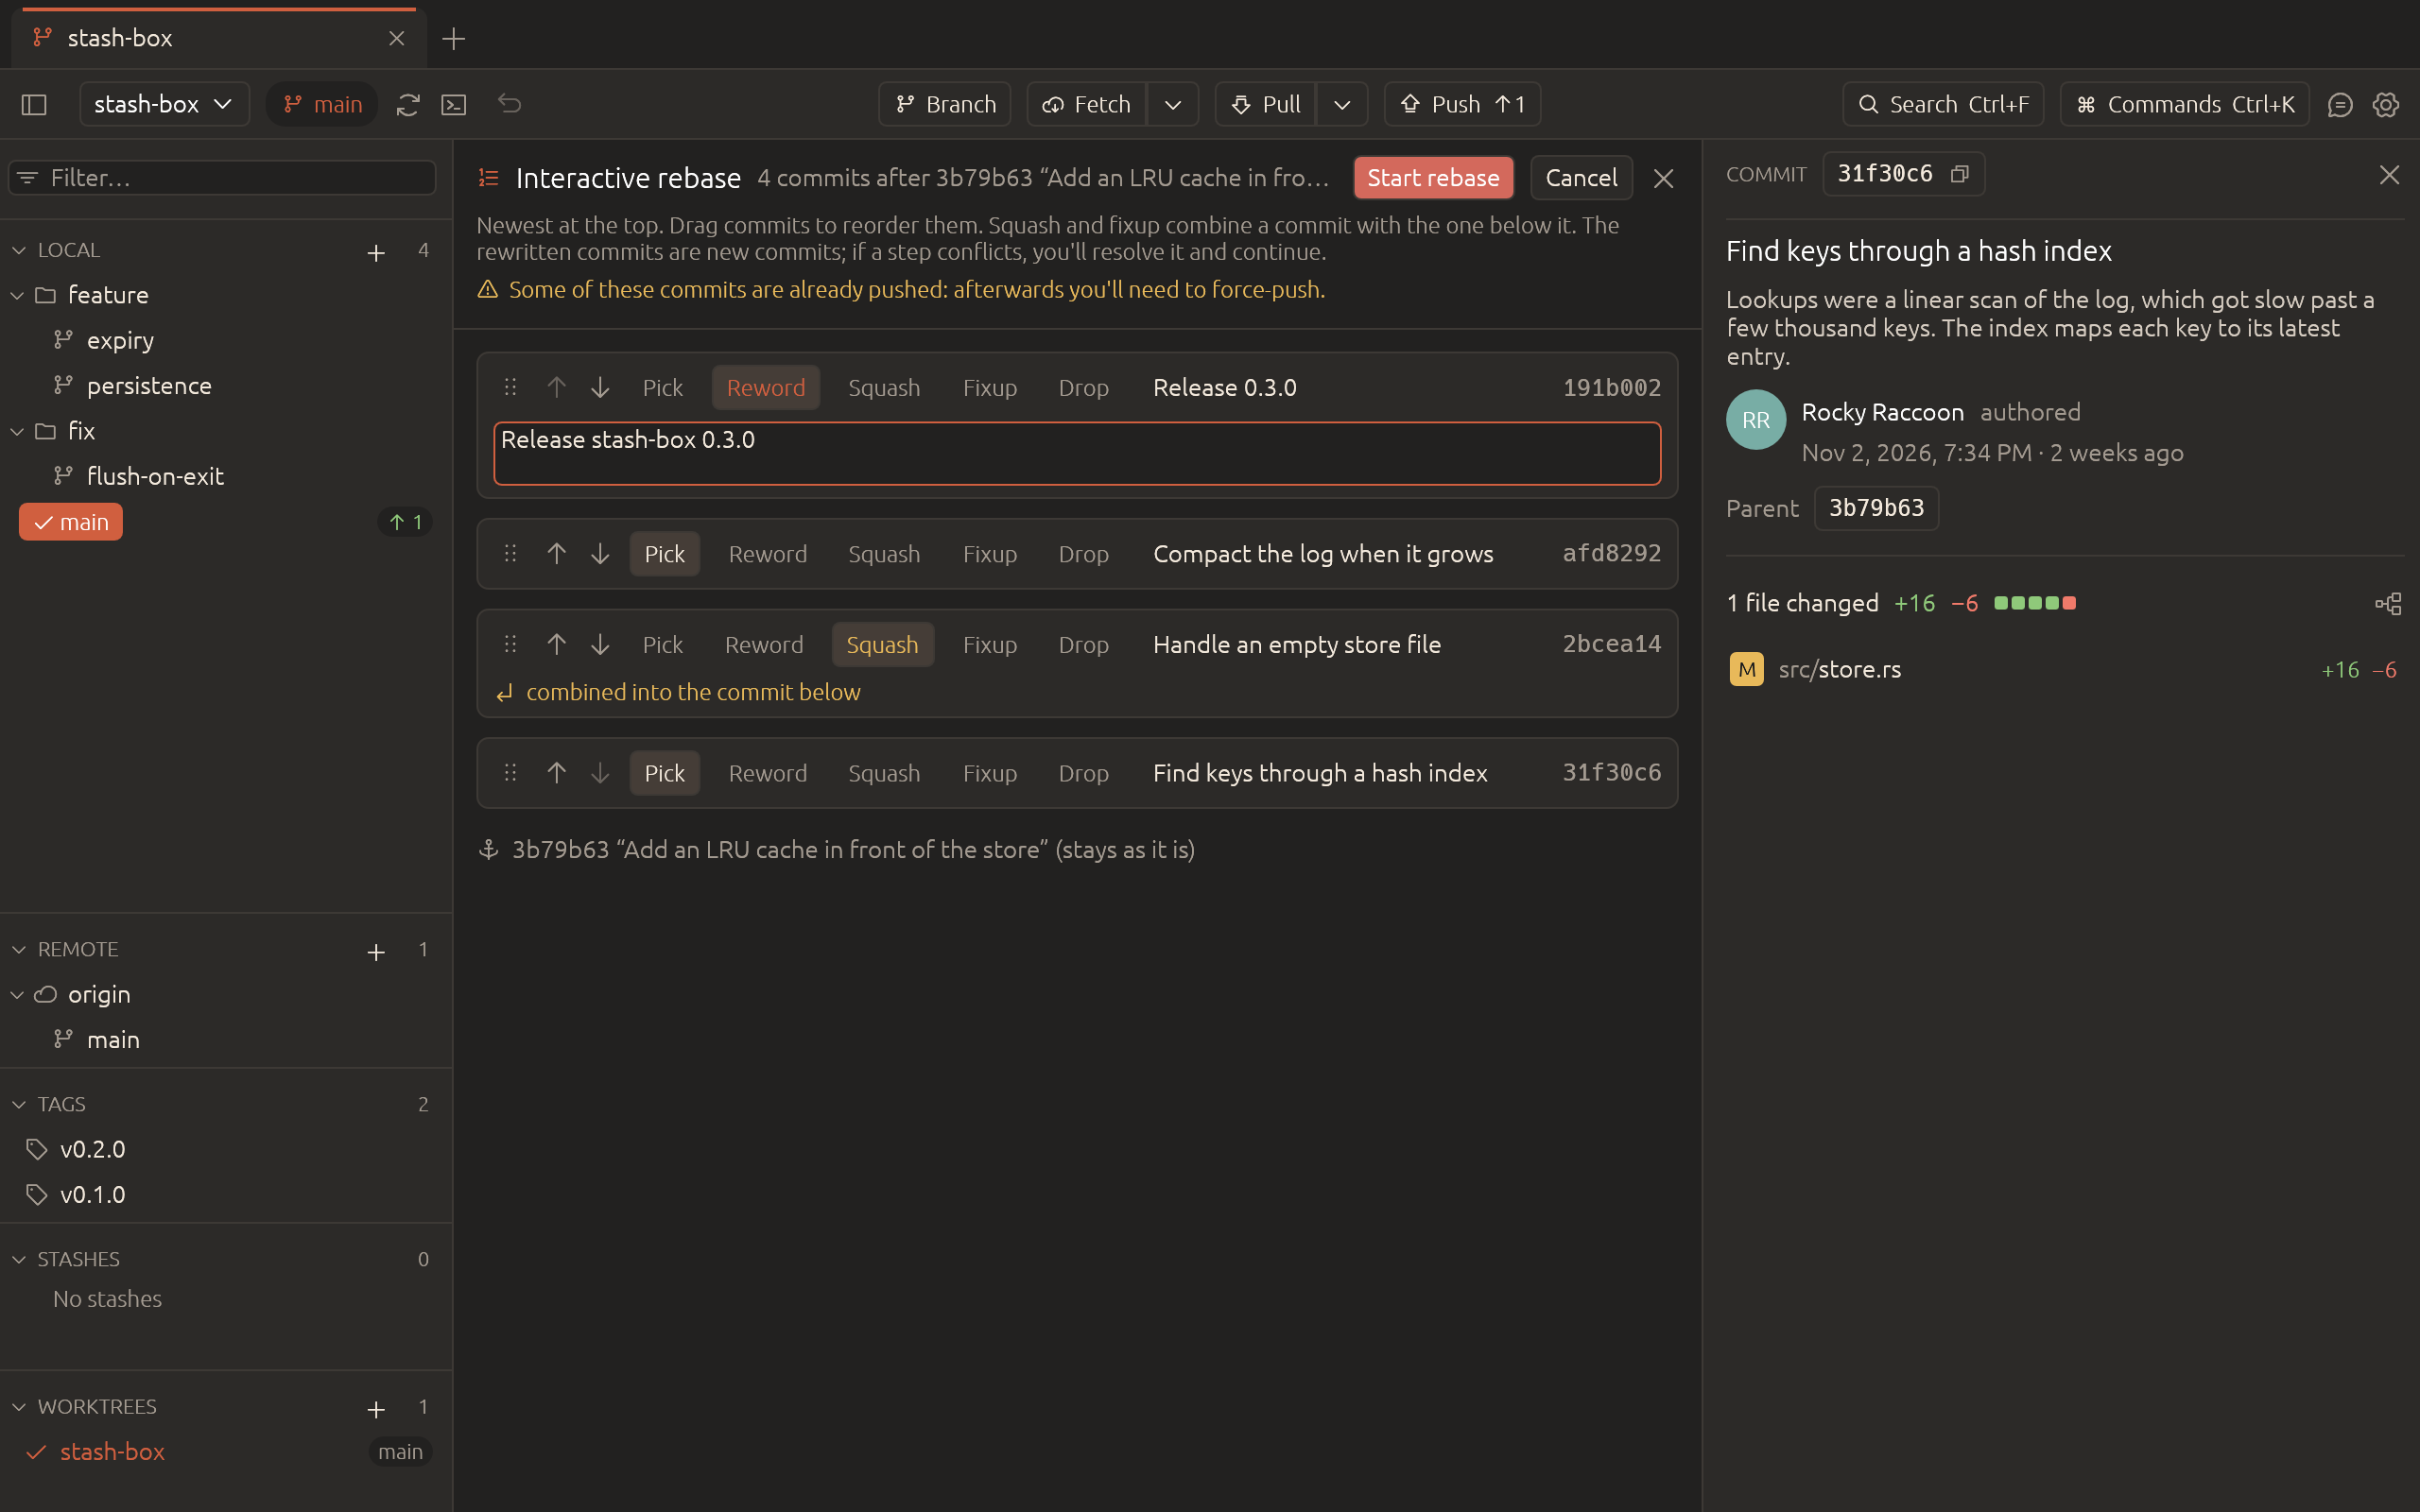 stash-box
stash-box
main
Branch
Fetch
Pull
Push ↑1
Search Ctrl+F
Commands Ctrl+K
Filter…
LOCAL 4
feature
expiry
persistence
fix
flush-on-exit
main ↑ 1
REMOTE 1
origin
main
TAGS 2
v0.2.0
v0.1.0
STASHES 0
No stashes
WORKTREES 1
stash-box main
Interactive rebase 4 commits after 3b79b63 “Add an LRU cache in fro… Start rebase Cancel
Newest at the top. Drag commits to reorder them. Squash and fixup combine a commit with the one below it. The
rewritten commits are new commits; if a step conflicts, you'll resolve it and continue.
Some of these commits are already pushed: afterwards you'll need to force-push.
Pick Reword Squash Fixup Drop Release 0.3.0 191b002
Release stash-box 0.3.0
Pick Reword Squash Fixup Drop Compact the log when it grows afd8292
Pick Reword Squash Fixup Drop Handle an empty store file 2bcea14
combined into the commit below
Pick Reword Squash Fixup Drop Find keys through a hash index 31f30c6
3b79b63 “Add an LRU cache in front of the store” (stays as it is)
COMMIT 31f30c6
Find keys through a hash index
Lookups were a linear scan of the log, which got slow past a
few thousand keys. The index maps each key to its latest
entry.
RR
Rocky Raccoon authored
Nov 2, 2026, 7:34 PM · 2 weeks ago
Parent 3b79b63
1 file changed +16 −6
M src/store.rs +16 −6